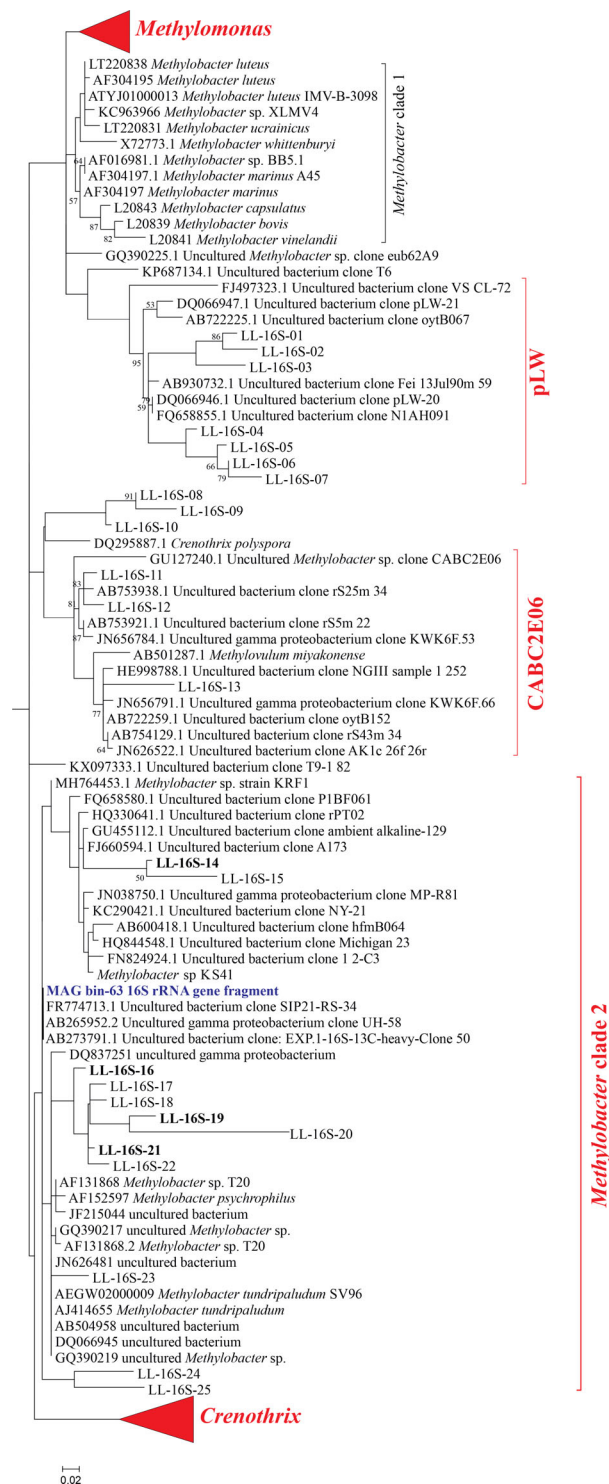 Methylomonas
LT220838 Methylobacter luteus
AF304195 Methylobacter luteus
ATYJ01000013 Methylobacter luteus IMV-B-3098
KC963966 Methylobacter sp. XLMV4
LT220831 Methylobacter ucrainicus
X72773.1 Methylobacter whittenburyi
64
AF016981.1 Methylobacter sp. BB5.1
AF304197.1 Methylobacter marinus A45
AF304197 Methylobacter marinus
57
L20843 Methylobacter capsulatus
87
L20839 Methylobacter bovis
82
L20841 Methylobacter vinelandii
Methylobacter clade 1
GQ390225.1 Uncultured Methylobacter sp. clone eub62A9
KP687134.1 Uncultured bacterium clone T6
FJ497323.1 Uncultured bacterium clone VS CL-72
53
DQ066947.1 Uncultured bacterium clone pLW-21
AB722225.1 Uncultured bacterium clone oytB067
86
LL-16S-01
LL-16S-02
95
LL-16S-03
AB930732.1 Uncultured bacterium clone Fei 13Jul90m 59
79
DQ066946.1 Uncultured bacterium clone pLW-20
59
FQ658855.1 Uncultured bacterium clone N1AH091
LL-16S-04
LL-16S-05
66
LL-16S-06
79
LL-16S-07
pLW
91
LL-16S-08
LL-16S-09
LL-16S-10
DQ295887.1 Crenothrix polyspora
GU127240.1 Uncultured Methylobacter sp. clone CABC2E06
LL-16S-11
83
AB753938.1 Uncultured bacterium clone rS25m 34
81
LL-16S-12
AB753921.1 Uncultured bacterium clone rS5m 22
87
JN656784.1 Uncultured gamma proteobacterium clone KWK6F.53
AB501287.1 Methylovulum miyakonense
HE998788.1 Uncultured bacterium clone NGIII sample 1 252
LL-16S-13
JN656791.1 Uncultured gamma proteobacterium clone KWK6F.66
77
AB722259.1 Uncultured bacterium clone oytB152
AB754129.1 Uncultured bacterium clone rS43m 34
64
JN626522.1 Uncultured bacterium clone AK1c 26f 26r
CABC2E06
KX097333.1 Uncultured bacterium clone T9-1 82
MH764453.1 Methylobacter sp. strain KRF1
FQ658580.1 Uncultured bacterium clone P1BF061
HQ330641.1 Uncultured bacterium clone rPT02
GU455112.1 Uncultured bacterium clone ambient alkaline-129
FJ660594.1 Uncultured bacterium clone A173
LL-16S-14
50
LL-16S-15
JN038750.1 Uncultured gamma proteobacterium clone MP-R81
KC290421.1 Uncultured bacterium clone NY-21
AB600418.1 Uncultured bacterium clone hfmB064
HQ844548.1 Uncultured bacterium clone Michigan 23
FN824924.1 Uncultured bacterium clone 1 2-C3
Methylobacter sp KS41
MAG bin-63 16S rRNA gene fragment
FR774713.1 Uncultured bacterium clone SIP21-RS-34
AB265952.2 Uncultured gamma proteobacterium clone UH-58
AB273791.1 Uncultured bacterium clone: EXP.1-16S-13C-heavy-Clone 50
DQ837251 uncultured gamma proteobacterium
LL-16S-16
LL-16S-17
LL-16S-18
LL-16S-19
LL-16S-20
LL-16S-21
LL-16S-22
AF131868 Methylobacter sp. T20
AF152597 Methylobacter psychrophilus
JF215044 uncultured bacterium
GQ390217 uncultured Methylobacter sp.
AF131868.2 Methylobacter sp. T20
JN626481 uncultured bacterium
LL-16S-23
AEGW02000009 Methylobacter tundripaludum SV96
AJ414655 Methylobacter tundripaludum
AB504958 uncultured bacterium
DQ066945 uncultured bacterium
GQ390219 uncultured Methylobacter sp.
LL-16S-24
LL-16S-25
Methylobacter clade 2
Crenothrix
0.02